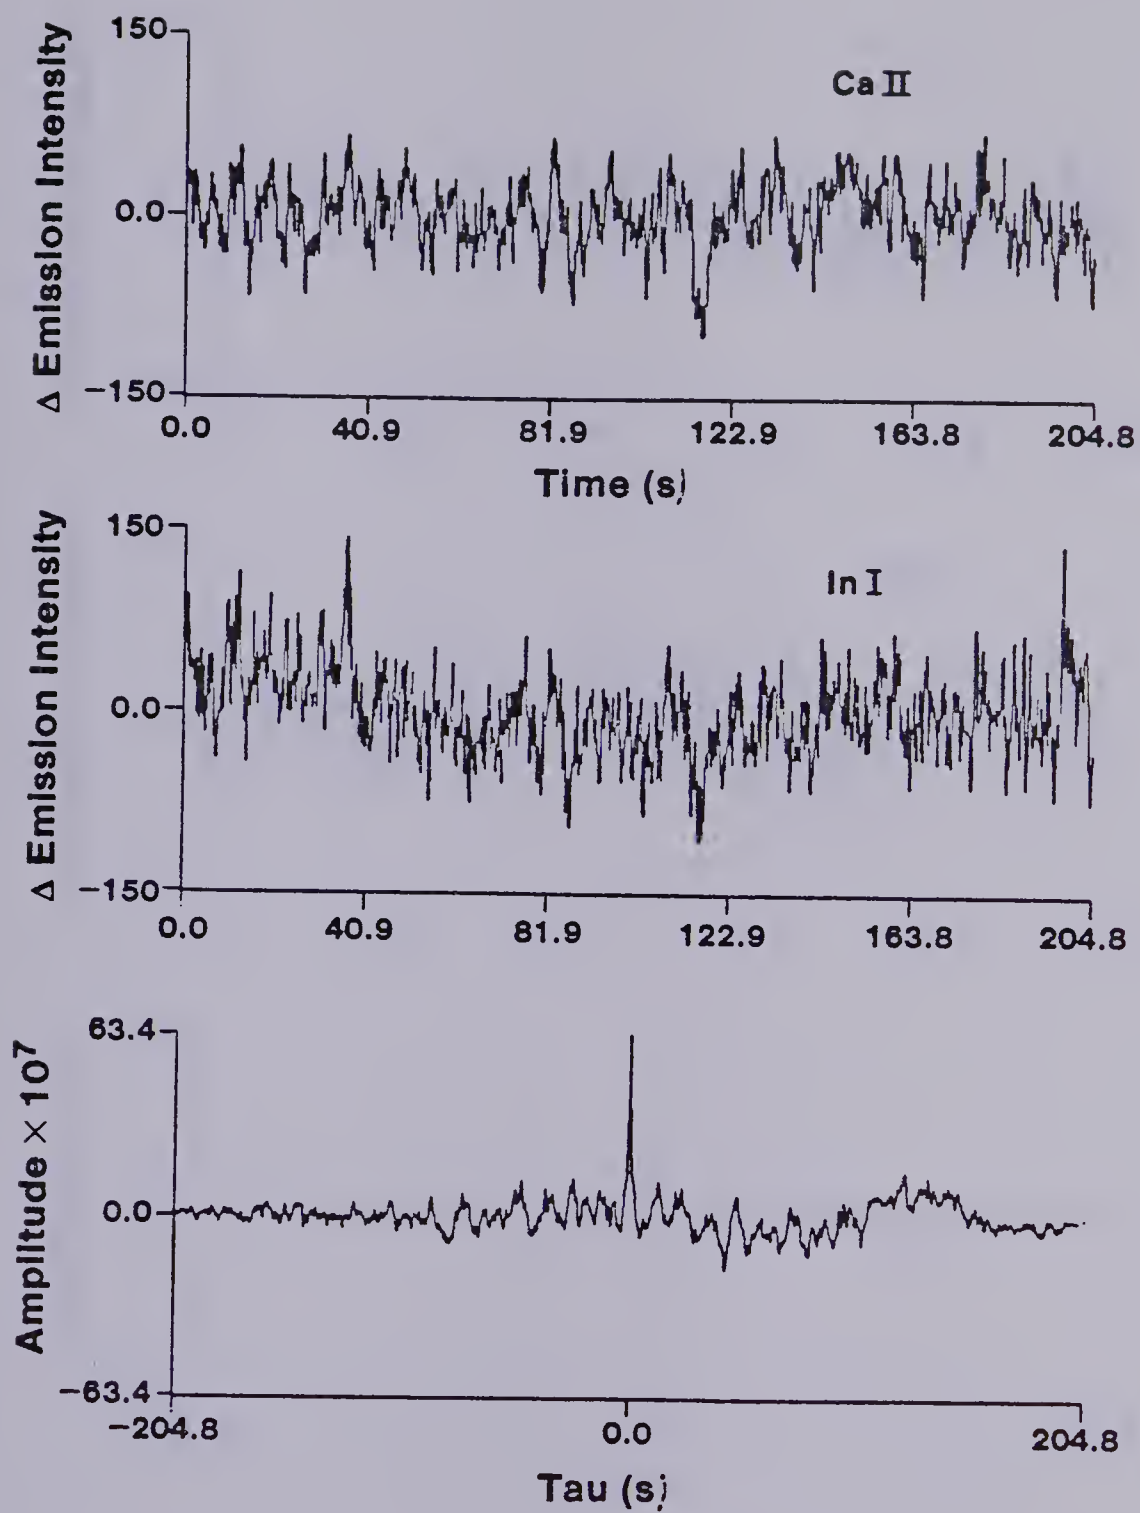 150
Δ Emission Intensity
Ca II
0.0
−150
0.0 40.9 81.9 122.9 163.8 204.8
Time (s)
150
Δ Emission Intensity
In I
0.0
−150
0.0 40.9 81.9 122.9 163.8 204.8
63.4
Amplitude × 10⁷
0.0
−63.4
−204.8 0.0 204.8
Tau (s)